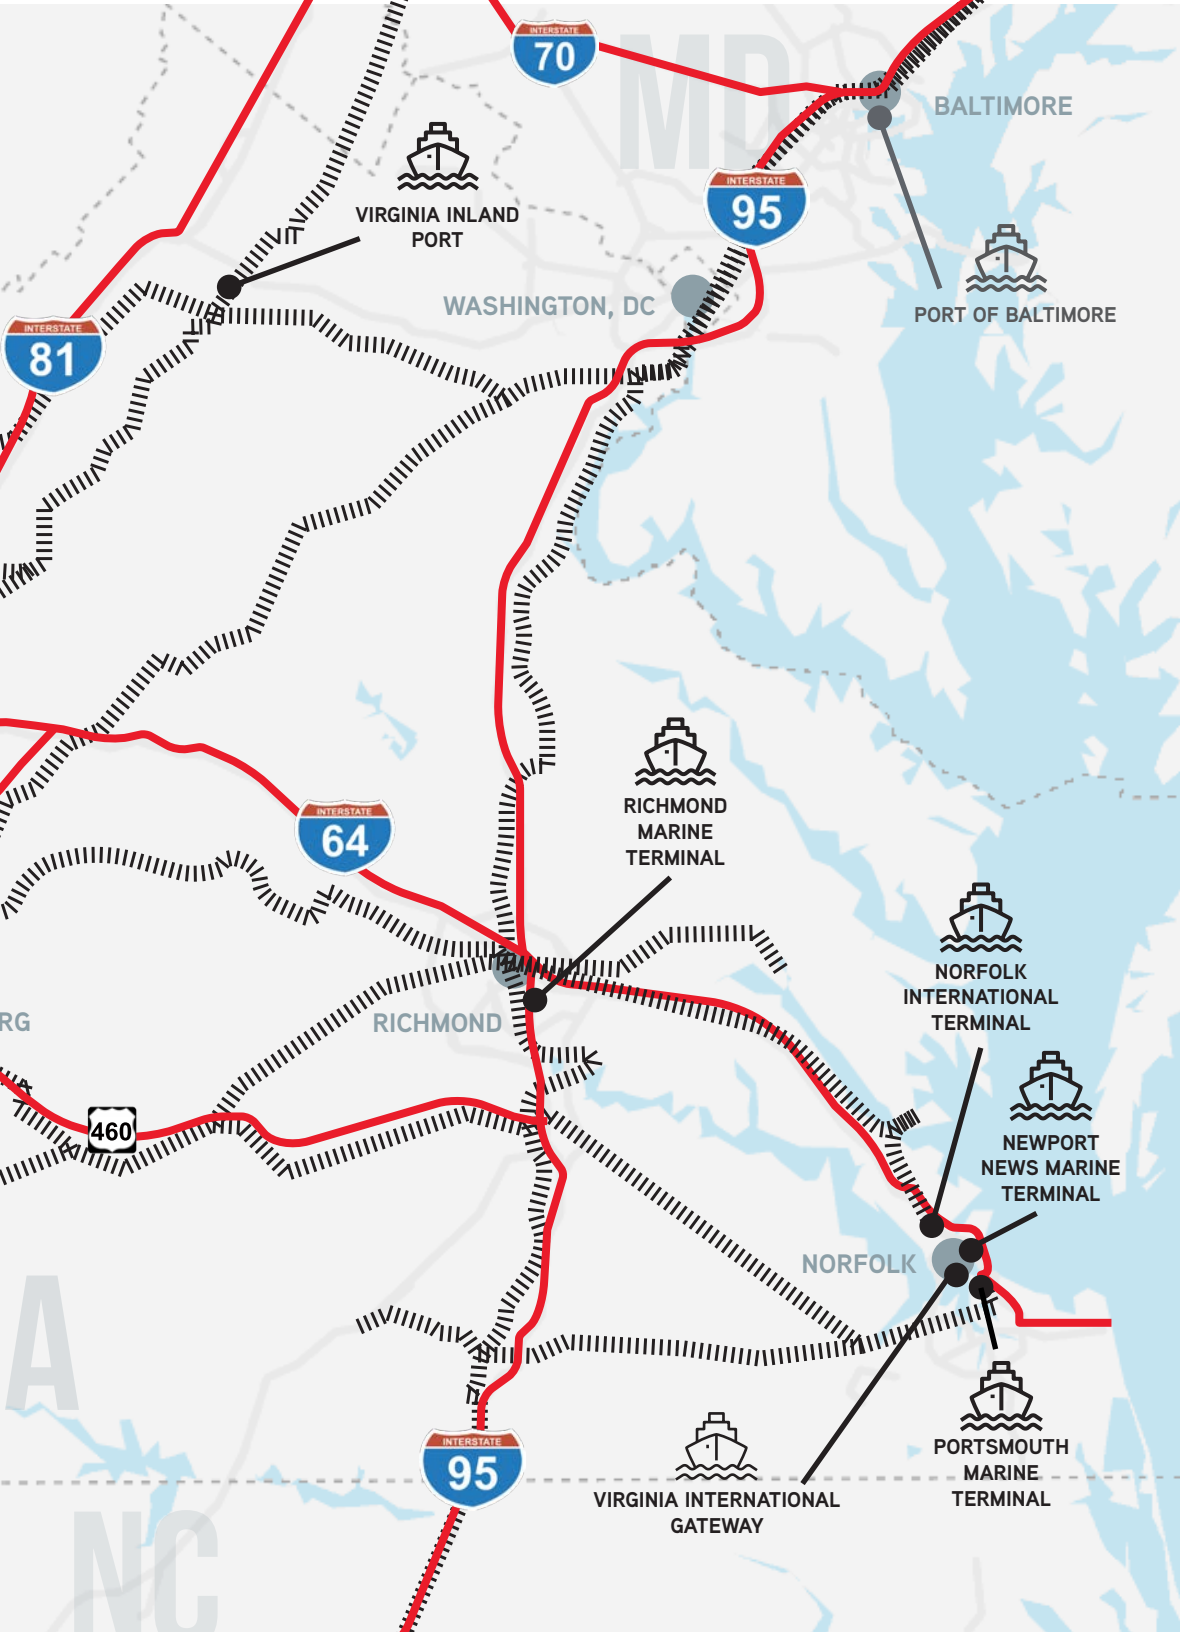 INTERSTATE
70
MD
BALTIMORE
INTERSTATE
95
VIRGINIA INLAND
PORT
WASHINGTON, DC
PORT OF BALTIMORE
INTERSTATE
81
RICHMOND
MARINE
TERMINAL
INTERSTATE
64
NORFOLK
INTERNATIONAL
TERMINAL
RG
RICHMOND
460
NEWPORT
NEWS MARINE
TERMINAL
NORFOLK
A
INTERSTATE
95
PORTSMOUTH
MARINE
TERMINAL
VIRGINIA INTERNATIONAL
GATEWAY
NC